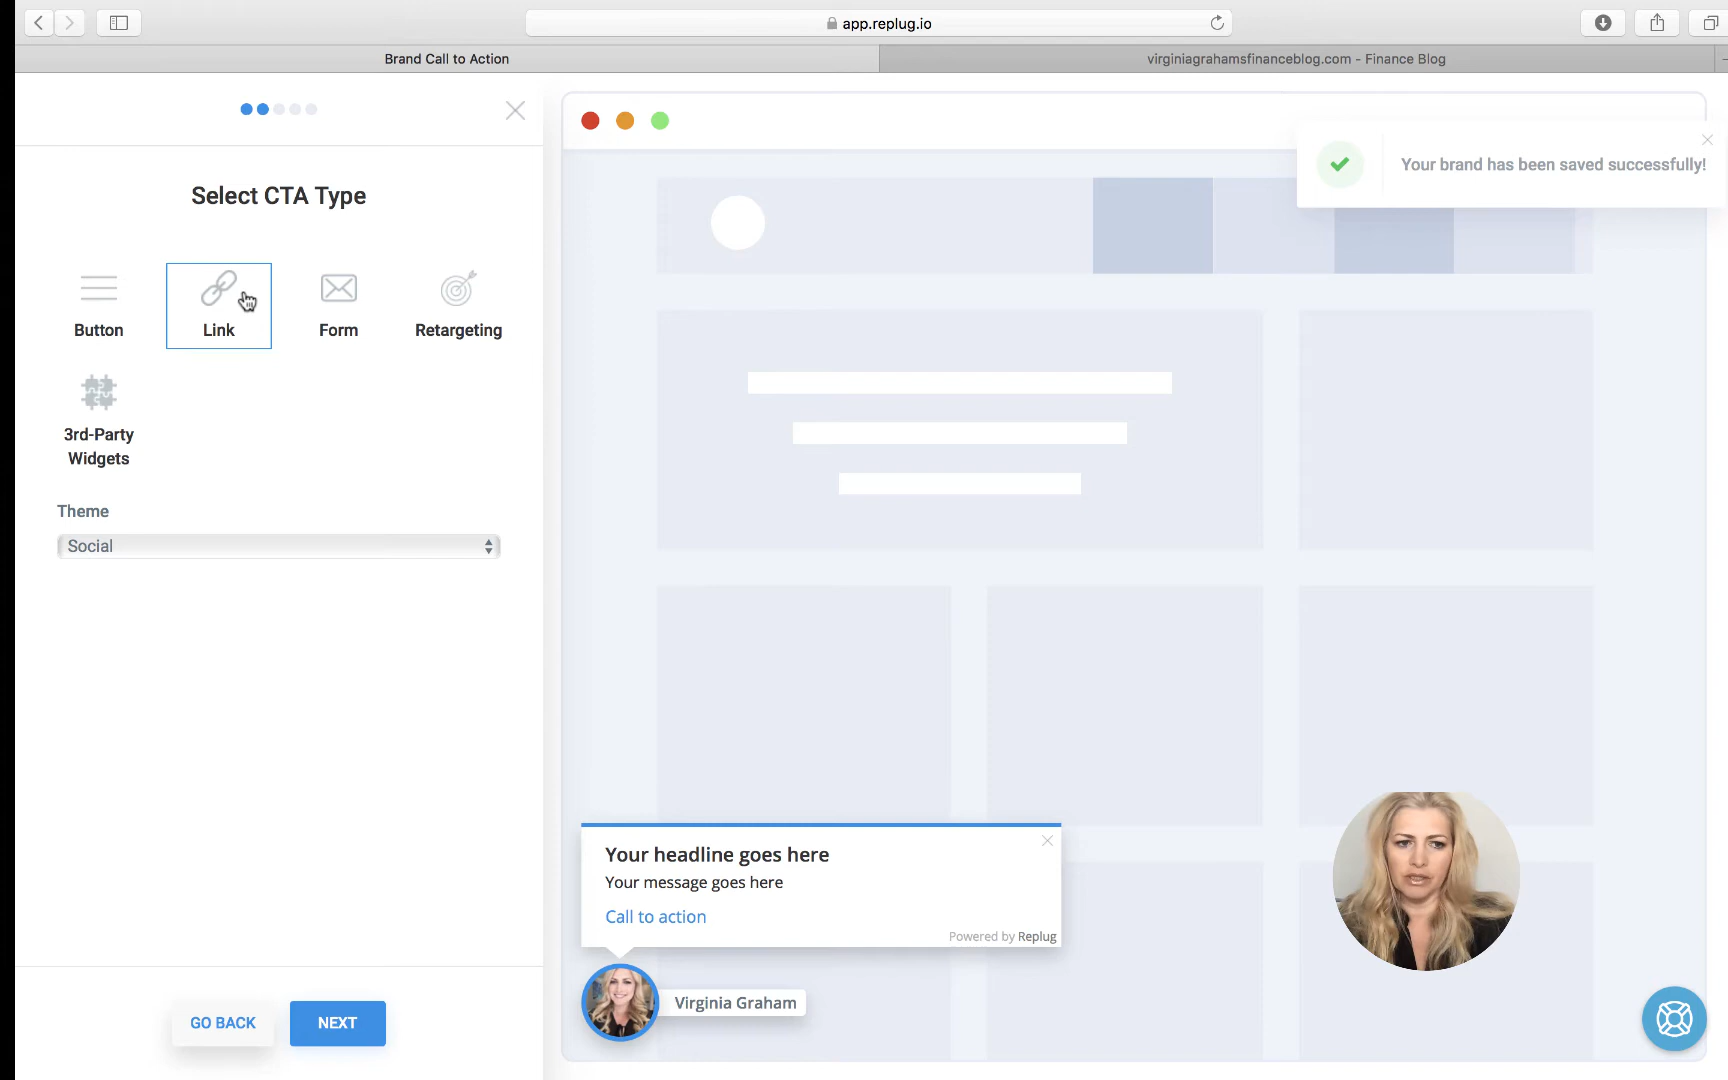 app.replug.io
Brand Call to Action
virginiagrahamsfinanceblog.com - Finance Blog
Your brand has been saved successfully!
Select CTA Type
Button
Link
Form
Retargeting
3rd-Party
Widgets
Theme
Social
Your headline goes here
Your message goes here
Call to action
Powered by Replug
Virginia Graham
GO BACK
NEXT